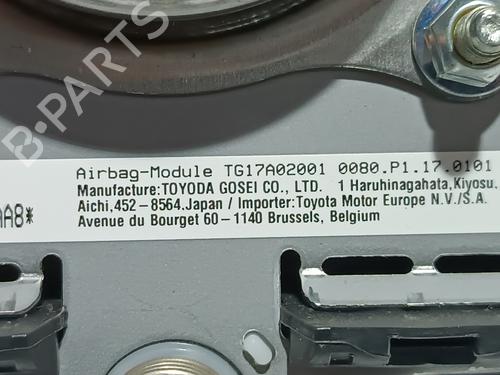 Airbag-Module TG17A02001 0080.P1.17.0101
Manufacture:TOYODA GOSEI CO., LTD. 1 Haruhinagahata,Kiyosu.
Aichi,452-8564.Japan / Importer:Toyota Motor Europe N.V./S.A.
AA8*
Avenue du Bourget 60-1140 Brussels, Belgium
B-PARTS